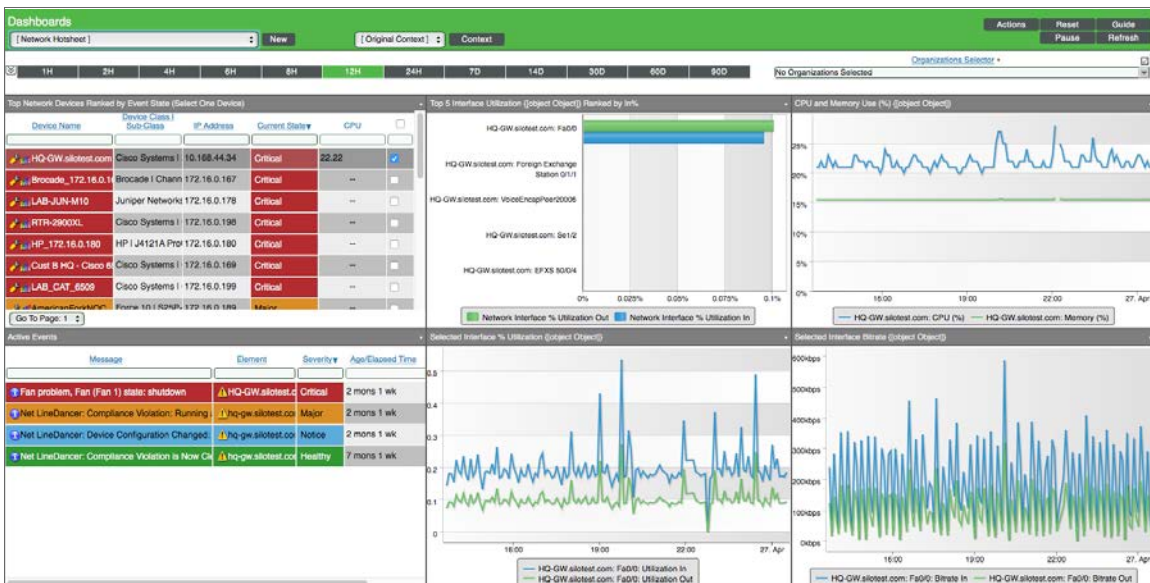 Dashboards
[ Network Hotsheet ]
New
[ Original Context ]
Context
Actions
Reset
Guide
Pause
Refresh
1H 2H 4H 6H 8H 12H 24H 7D 14D 30D 60D 90D
Organizations Selector
No Organizations Selected
Top Network Devices Ranked by Event State (Select One Device)
Device Name
Device Class |
Sub-Class
IP Address
Current State
CPU
HQ-GW.silotest.com Cisco Systems | 10.168.44.34 Critical 22.22
Brocade_172.16.0.1 Brocade | Chann 172.16.0.167 Critical --
LAB-JUN-M10 Juniper Networks 172.16.0.178 Critical --
RTR-2900XL Cisco Systems | 172.16.0.198 Critical --
HP_172.16.0.180 HP | J4121A Pro 172.16.0.180 Critical --
Cust B HQ - Cisco 6 Cisco Systems | 172.16.0.169 Critical --
LAB_CAT_6509 Cisco Systems | 172.16.0.199 Critical --
AmericanForkNOC Force 10 | S25P- 172.16.0.189 Major
Go To Page: 1
Top 5 Interface Utilization ([object Object]) Ranked by In%
HQ-GW.silotest.com: Fa0/0
HQ-GW.silotest.com: Foreign Exchange
Station 0/1/1
HQ-GW.silotest.com: VoiceEncapPeer20006
HQ-GW.silotest.com: Se1/2
HQ-GW.silotest.com: EFXS 50/0/4
0% 0.025% 0.05% 0.075% 0.1%
Network Interface % Utilization Out
Network Interface % Utilization In
CPU and Memory Use (%) ([object Object])
25%
20%
15%
10%
5%
0%
16:00 19:00 22:00 27. Apr
HQ-GW.silotest.com: CPU (%)
HQ-GW.silotest.com: Memory (%)
Active Events
Message
Element
Severity
Age/Elapsed Time
Fan problem, Fan (Fan 1) state: shutdown HQ-GW.silotest.c Critical 2 mons 1 wk
Net LineDancer: Compliance Violation: Running hq-gw.silotest.co Major 2 mons 1 wk
Net LineDancer: Device Configuration Changed: hq-gw.silotest.co Notice 2 mons 1 wk
Net LineDancer: Compliance Violation is Now Cl hq-gw.silotest.co Healthy 7 mons 1 wk
Selected Interface % Utilization ([object Object])
0.5
0.4
0.3
0.2
0.1
0
16:00 19:00 22:00 27. Apr
HQ-GW.silotest.com: Fa0/0: Utilization In
HQ-GW.silotest.com: Fa0/0: Utilization Out
Selected Interface Bitrate ([object Object])
600kbps
500kbps
400kbps
300kbps
200kbps
100kbps
0kbps
16:00 19:00 22:00 27. Apr
HQ-GW.silotest.com: Fa0/0: Bitrate In
HQ-GW.silotest.com: Fa0/0: Bitrate Out